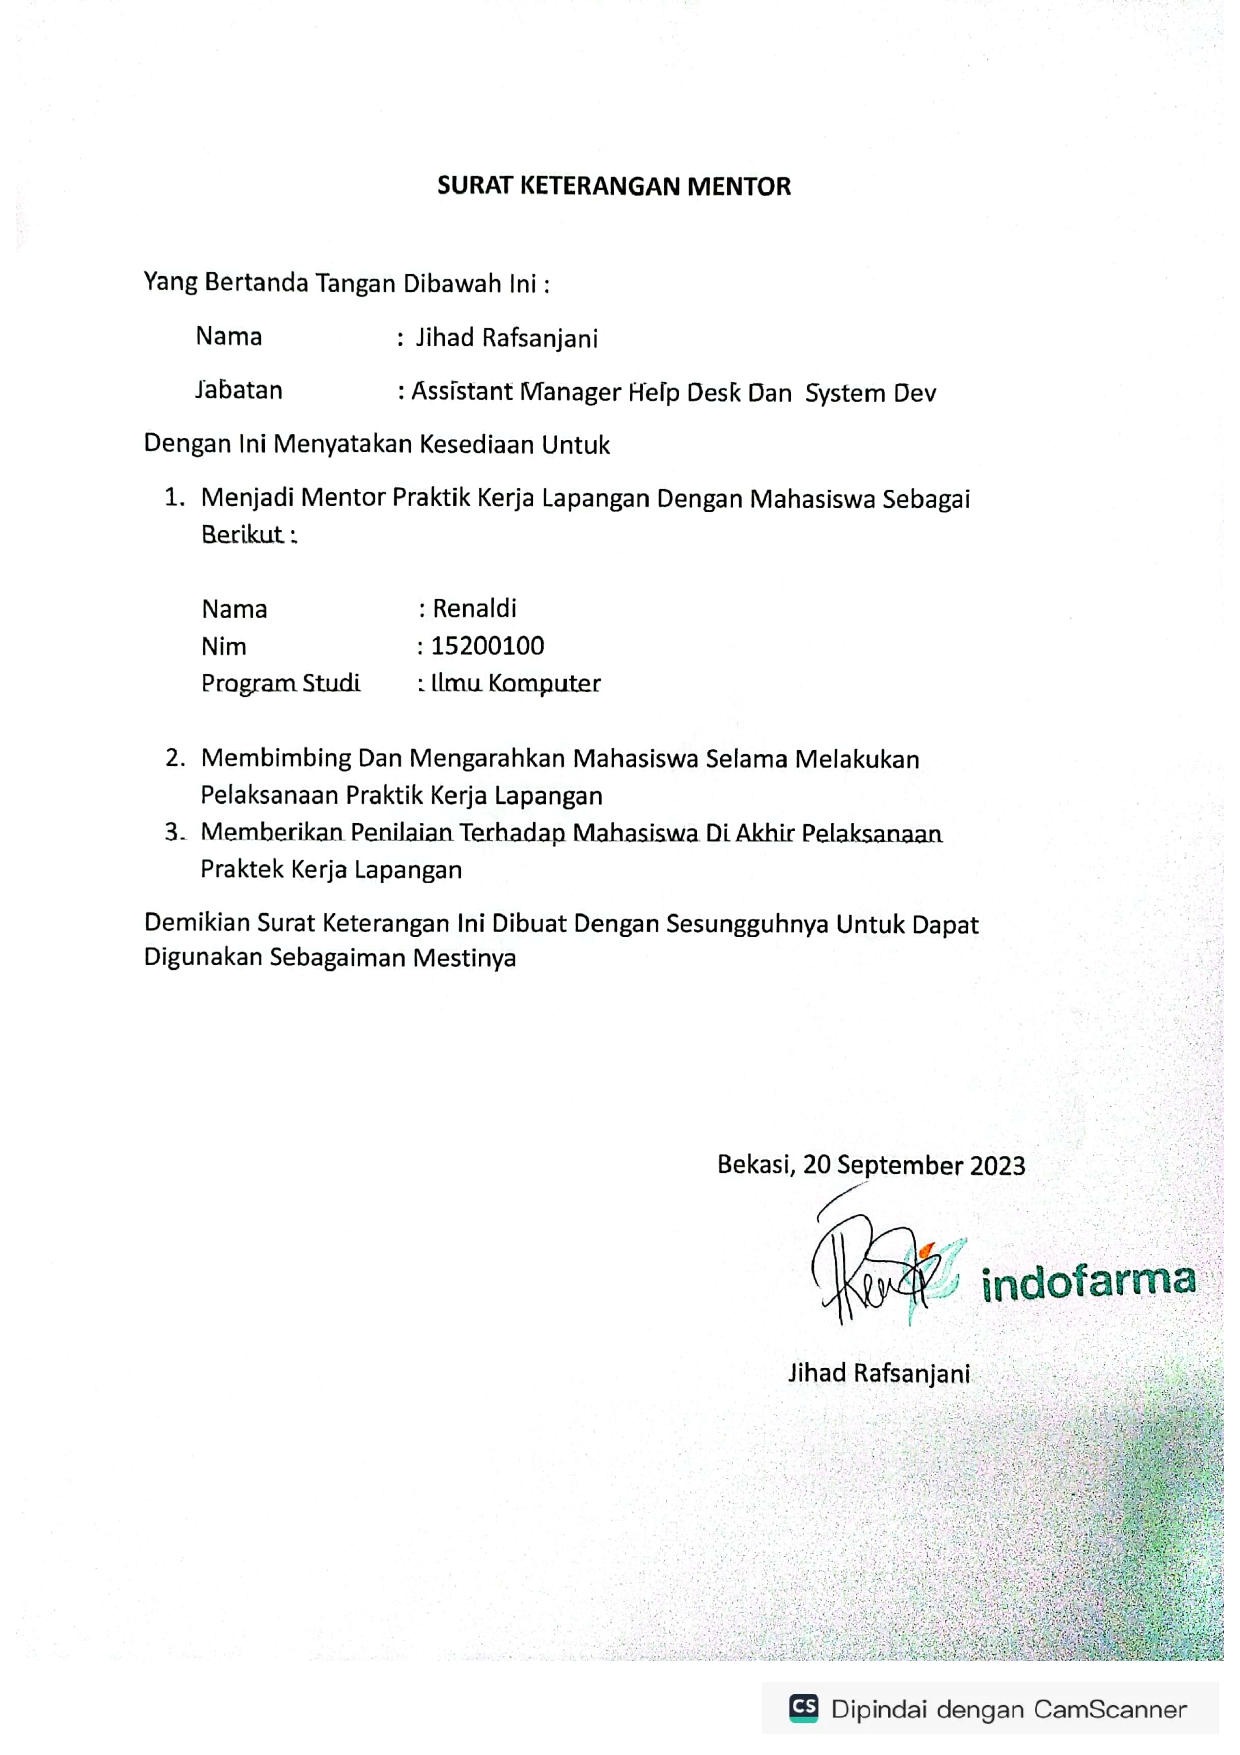 SURAT KETERANGAN MENTOR
Yang Bertanda Tangan Dibawah Ini :
Nama : Jihad Rafsanjani
Jabatan : Assistant Manager Help Desk Dan System Dev
Dengan Ini Menyatakan Kesediaan Untuk
1. Menjadi Mentor Praktik Kerja Lapangan Dengan Mahasiswa Sebagai
Berikut :
Nama : Renaldi
Nim : 15200100
Program Studi : Ilmu Komputer
2. Membimbing Dan Mengarahkan Mahasiswa Selama Melakukan
Pelaksanaan Praktik Kerja Lapangan
3. Memberikan Penilaian Terhadap Mahasiswa Di Akhir Pelaksanaan
Praktek Kerja Lapangan
Demikian Surat Keterangan Ini Dibuat Dengan Sesungguhnya Untuk Dapat
Digunakan Sebagaiman Mestinya
Bekasi, 20 September 2023
indofarma
Jihad Rafsanjani
CS Dipindai dengan CamScanner